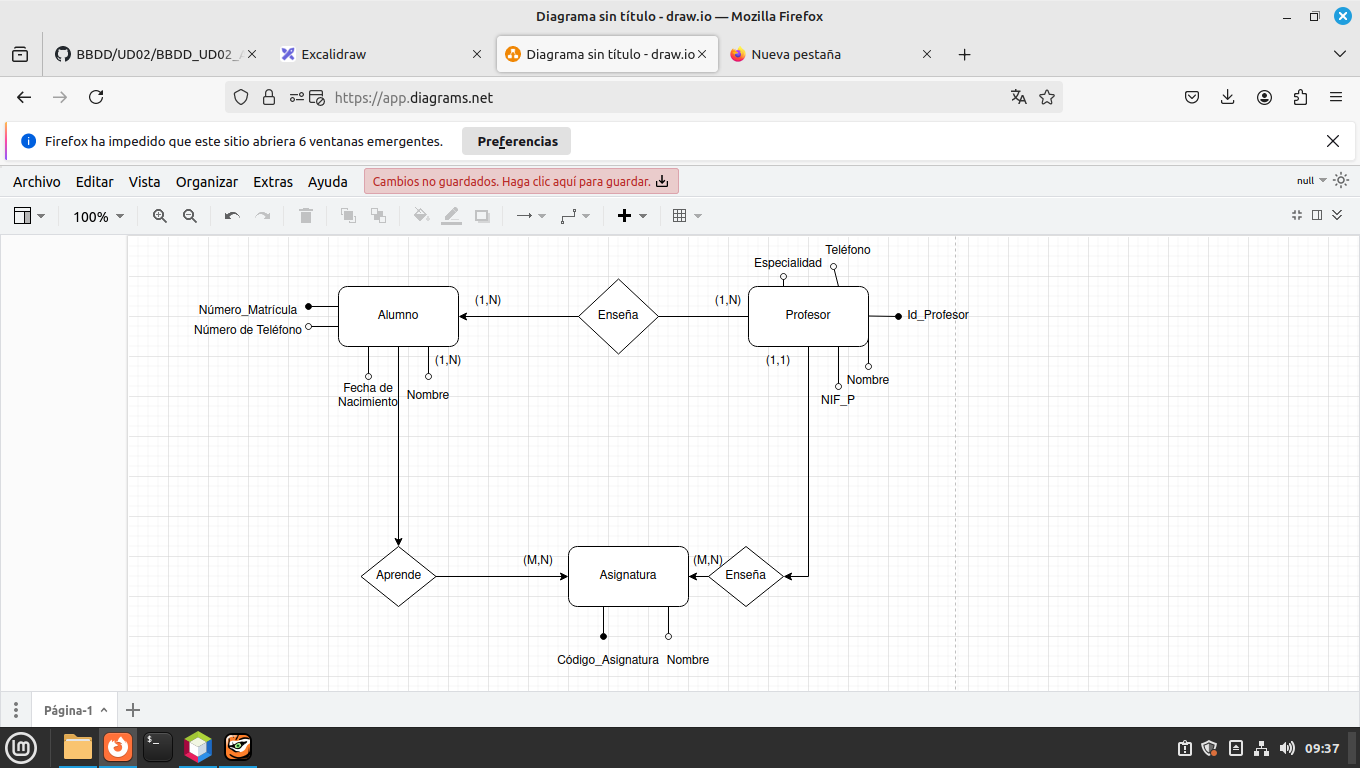 Diagrama sin título - draw.io — Mozilla Firefox
BBDD/UD02/BBDD_UD02_A
Excalidraw
Diagrama sin título - draw.io
Nueva pestaña
https://app.diagrams.net
Firefox ha impedido que este sitio abriera 6 ventanas emergentes.
Preferencias
Archivo Editar Vista Organizar Extras Ayuda
Cambios no guardados. Haga clic aquí para guardar.
null
100%
Teléfono
Especialidad
Número_Matrícula
Número de Teléfono
Alumno
(1,N)
Enseña
(1,N)
Profesor
Id_Profesor
(1,N)
(1,1)
Fecha de
Nacimiento
Nombre
Nombre
NIF_P
Aprende
(M,N)
Asignatura
(M,N)
Enseña
Código_Asignatura
Nombre
Página-1
09:37